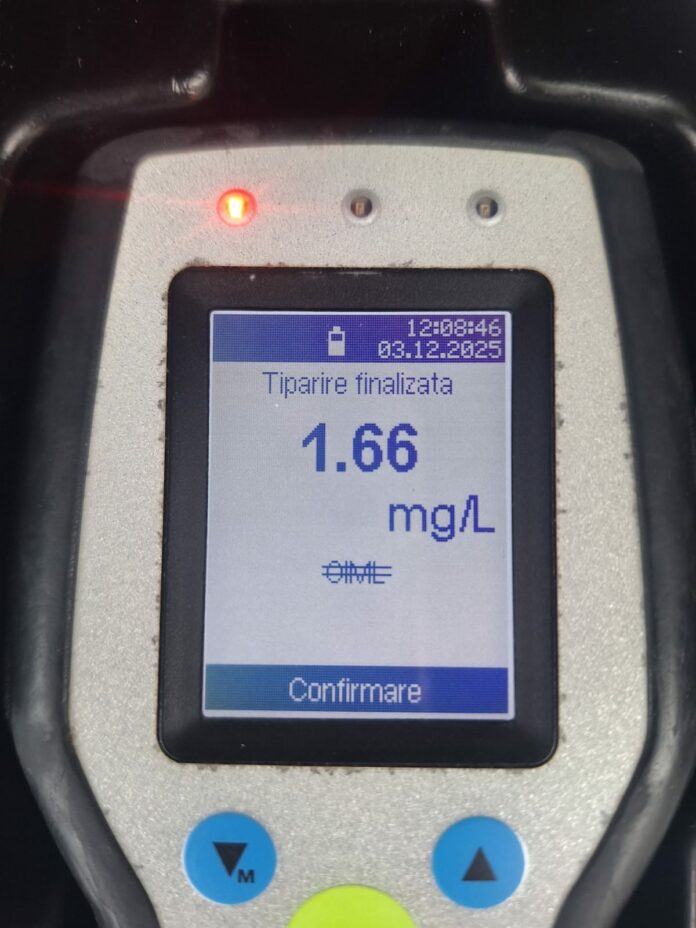 12:08:46
03.12.2025
Tiparire finalizata
1.66
mg/L
OIML
Confirmare
M